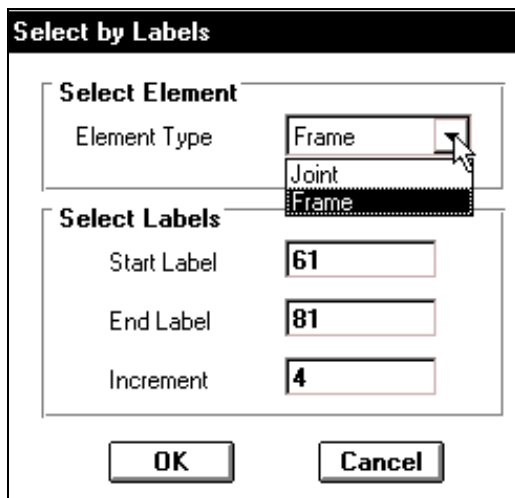 Select by Labels
Select Element
Element Type Frame
Joint
Frame
Select Labels
Start Label 61
End Label 81
Increment 4
OK Cancel